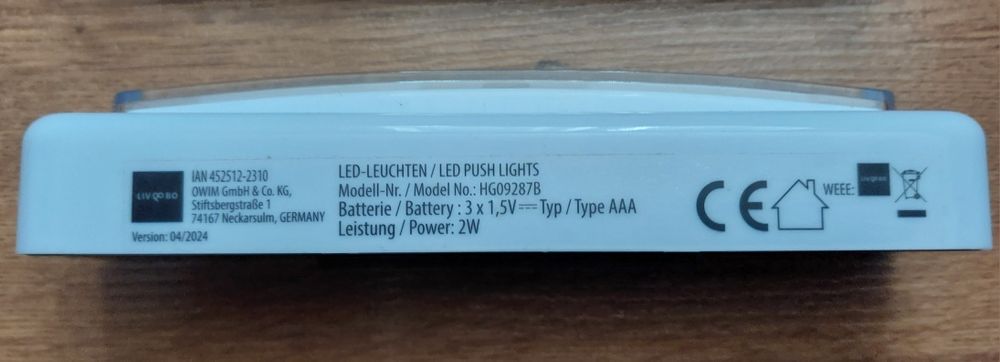 LIVQOBO
IAN 452512-2310
OWIM GmbH & Co. KG,
Stiftsbergstraße 1
74167 Neckarsulm, GERMANY
Version: 04/2024
LED-LEUCHTEN / LED PUSH LIGHTS
Modell-Nr. / Model No.: HG09287B
Batterie / Battery : 3 x 1,5V⎓ Typ / Type AAA
Leistung / Power: 2W
CE
WEEE: